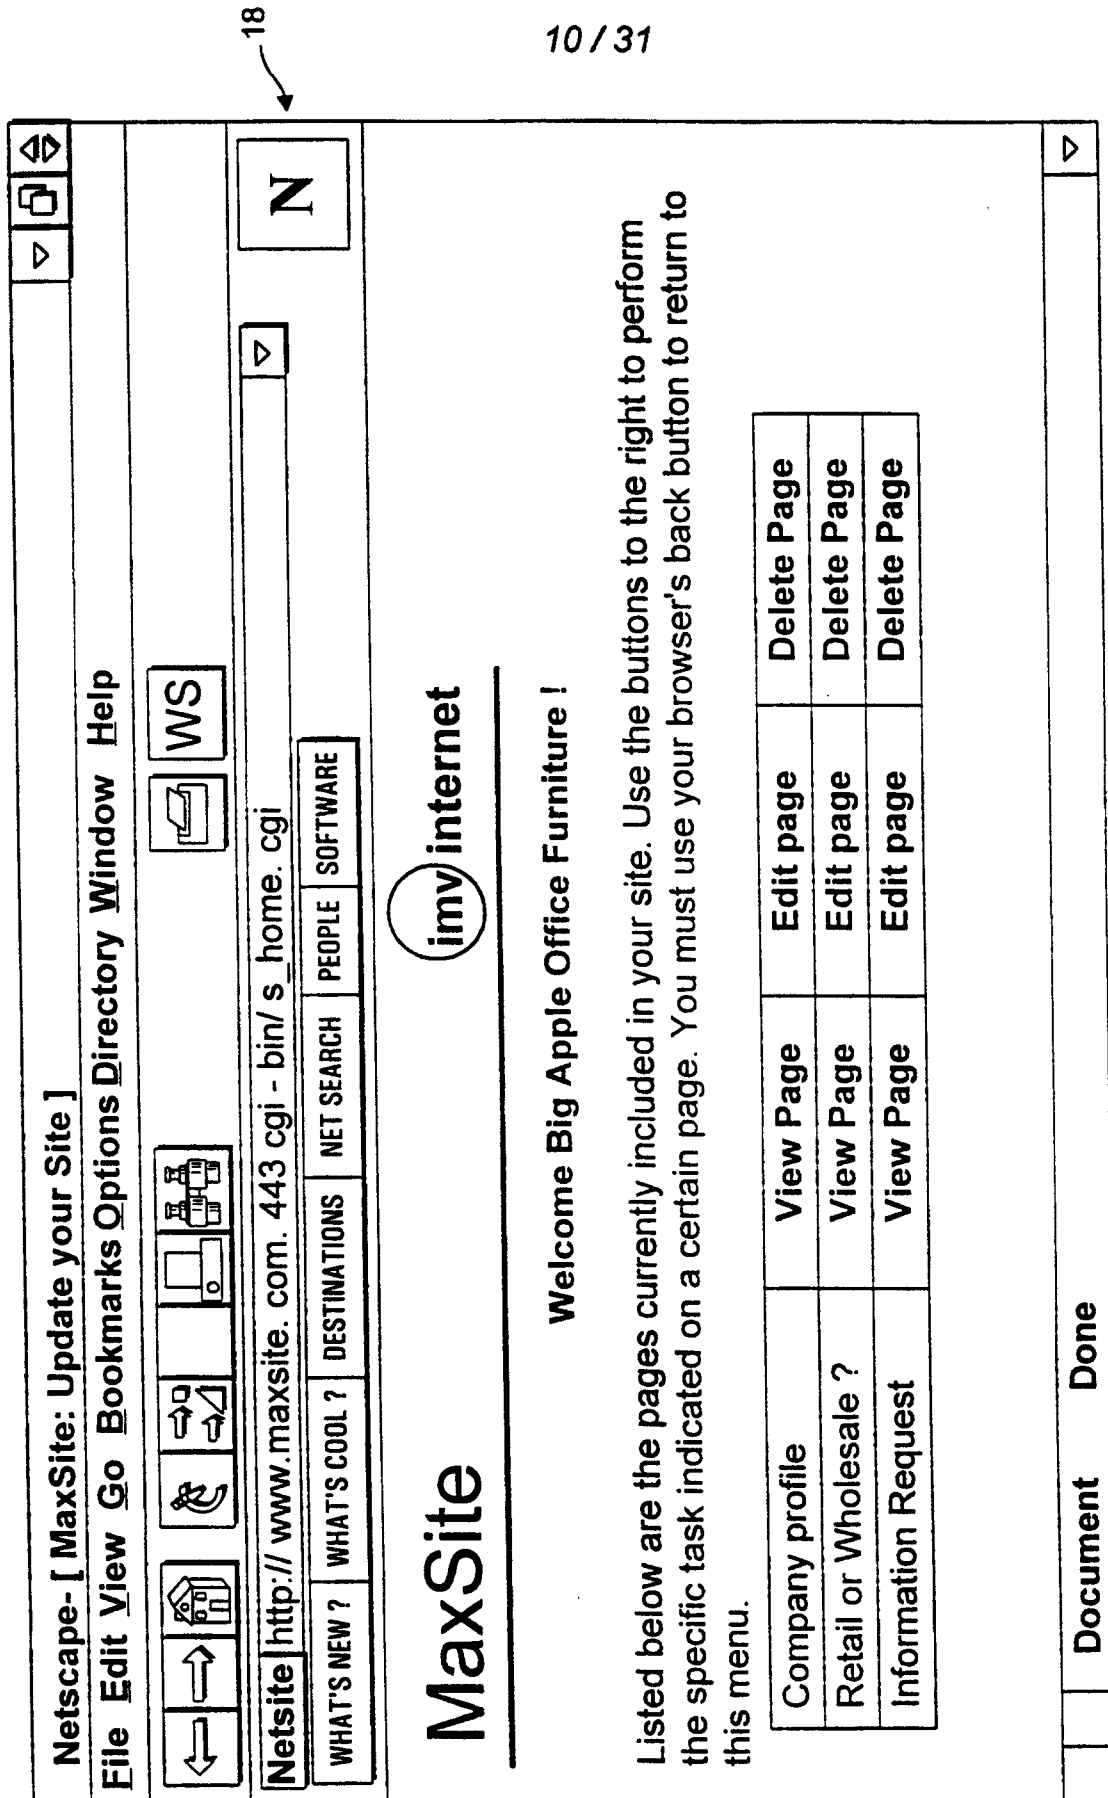 10 / 31
18
Netscape- [ MaxSite: Update your Site ]
File Edit View Go Bookmarks Options Directory Window Help
WS
Netsite http:// www.maxsite. com. 443 cgi - bin/ s_home. cgi
N
WHAT'S NEW ? WHAT'S COOL ? DESTINATIONS NET SEARCH PEOPLE SOFTWARE
MaxSite imv internet
Welcome Big Apple Office Furniture !
Listed below are the pages currently included in your site. Use the buttons to the right to perform
the specific task indicated on a certain page. You must use your browser's back button to return to
this menu.
Company profile View Page Edit page Delete Page
Retail or Wholesale ? View Page Edit page Delete Page
Information Request View Page Edit page Delete Page
Document Done